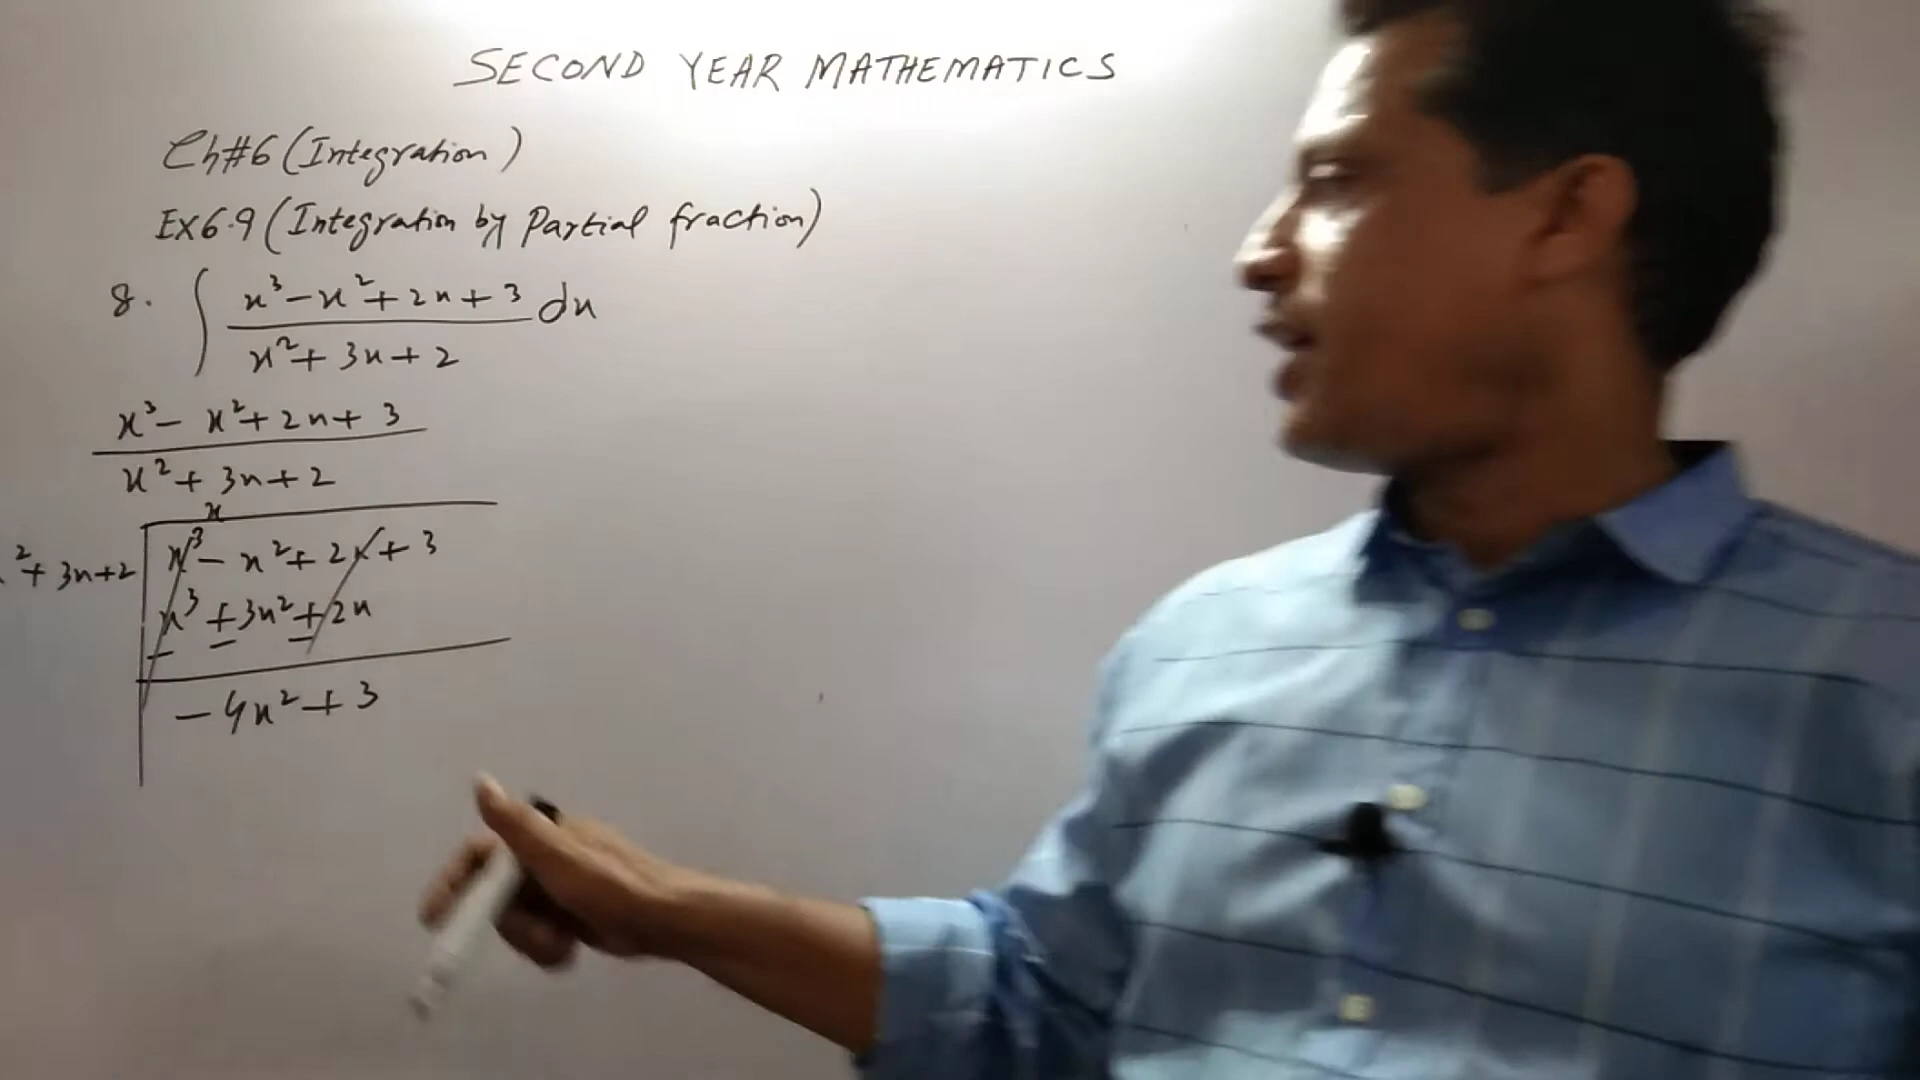 SECOND YEAR MATHEMATICS
Ch#6 (Integration)
Ex6.9 (Integration by Partial fraction)
8. ∫ x³ - x² + 2x + 3 dx
x² + 3x + 2
x³ - x² + 2x + 3
x² + 3x + 2
x
² + 3x + 2 x³ - x² + 2x + 3
x³ + 3x² + 2x
- - -
- 4x² + 3